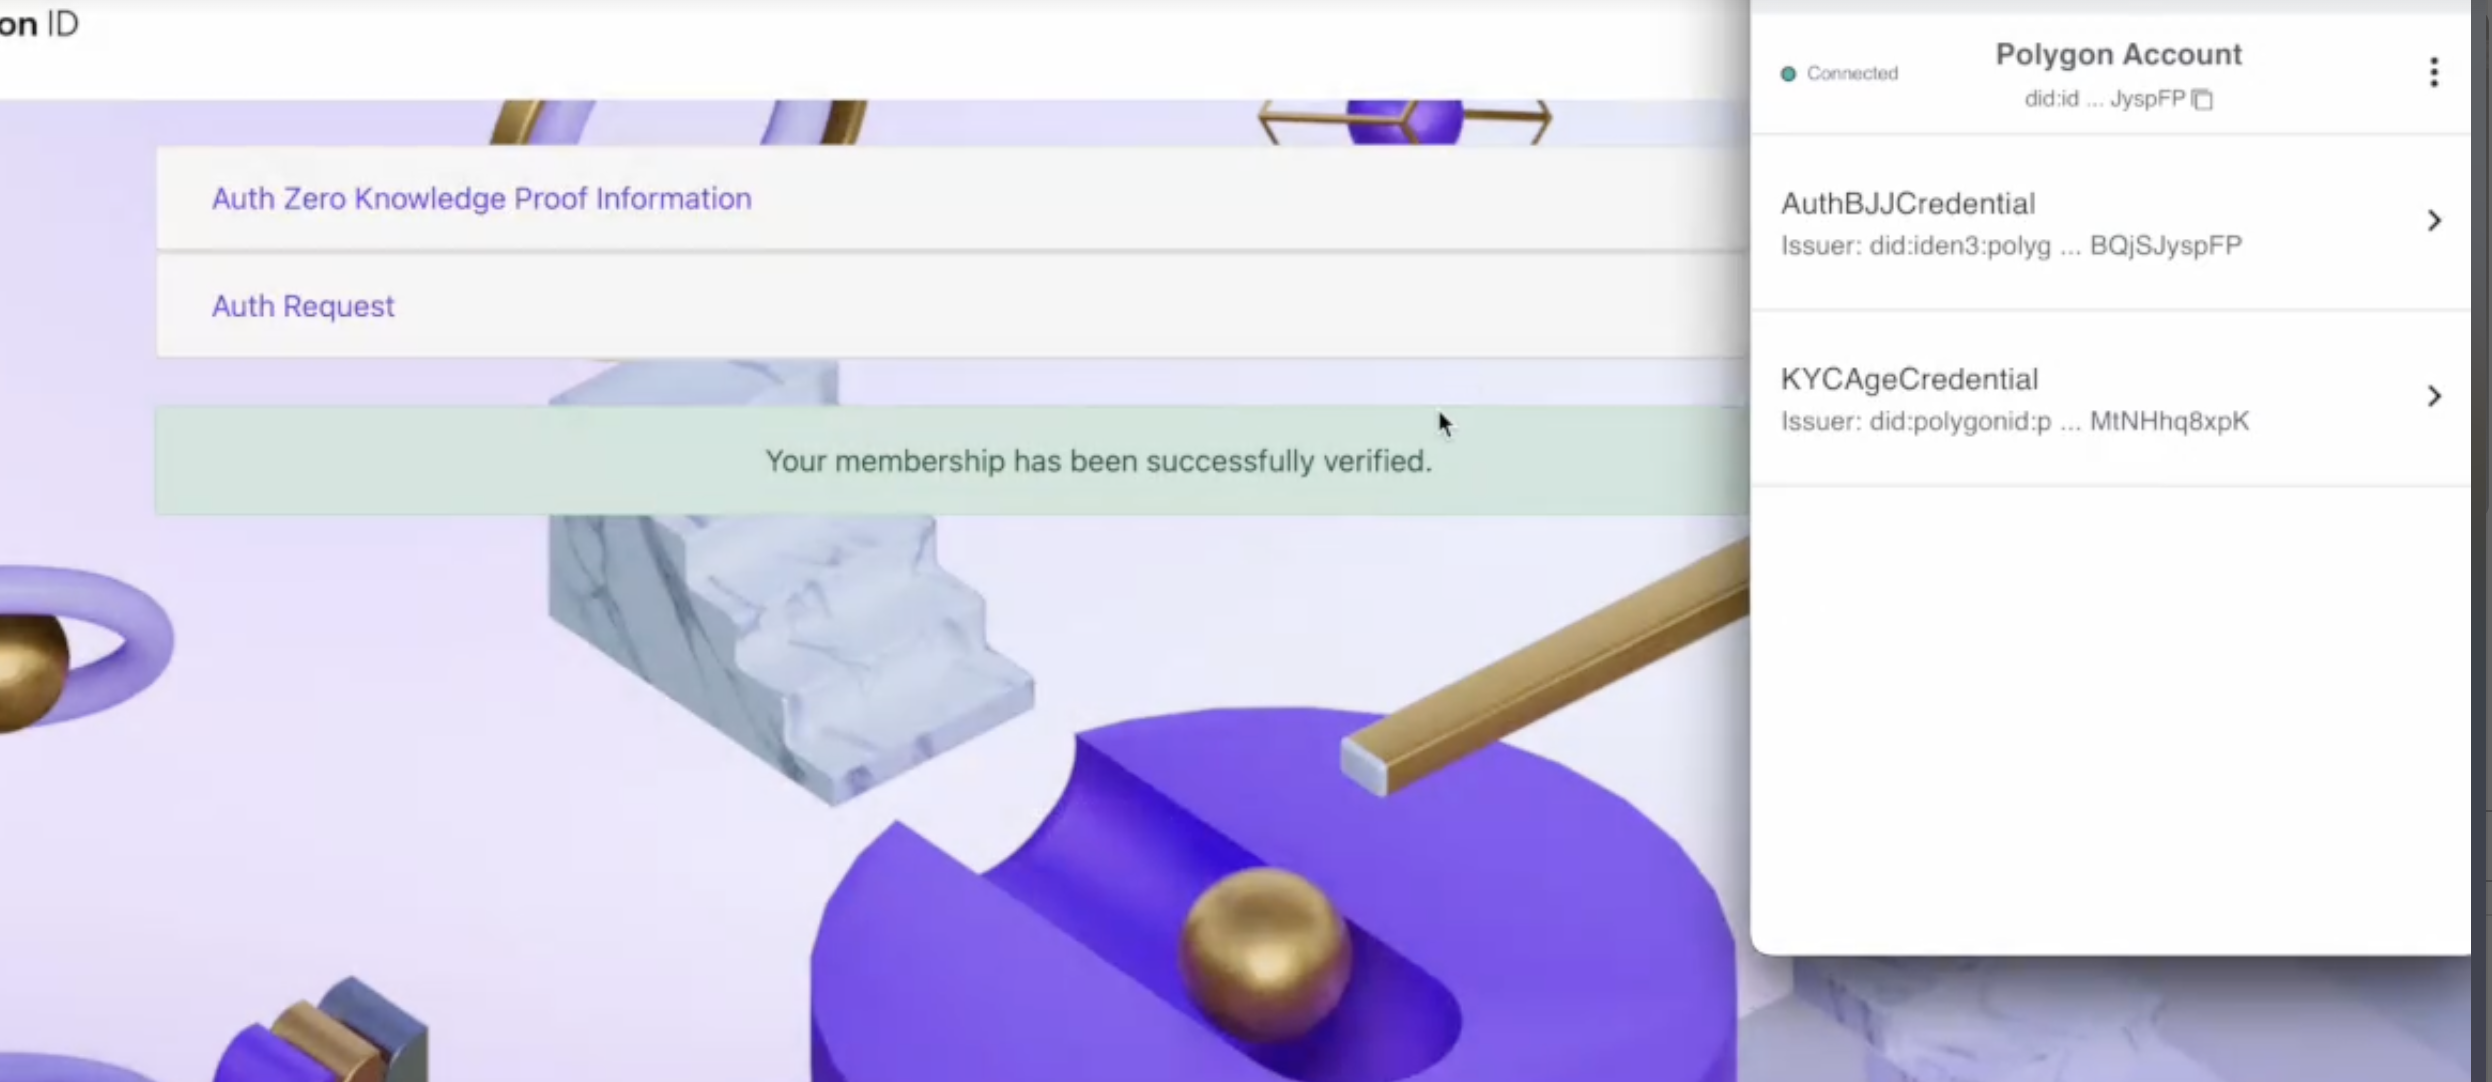 on ID
Auth Zero Knowledge Proof Information
Auth Request
Your membership has been successfully verified.
Polygon Account
Connected
did:id ... JyspFP
AuthBJJCredential
Issuer: did:iden3:polyg ... BQjSJyspFP
KYCAgeCredential
Issuer: did:polygonid:p ... MtNHhq8xpK